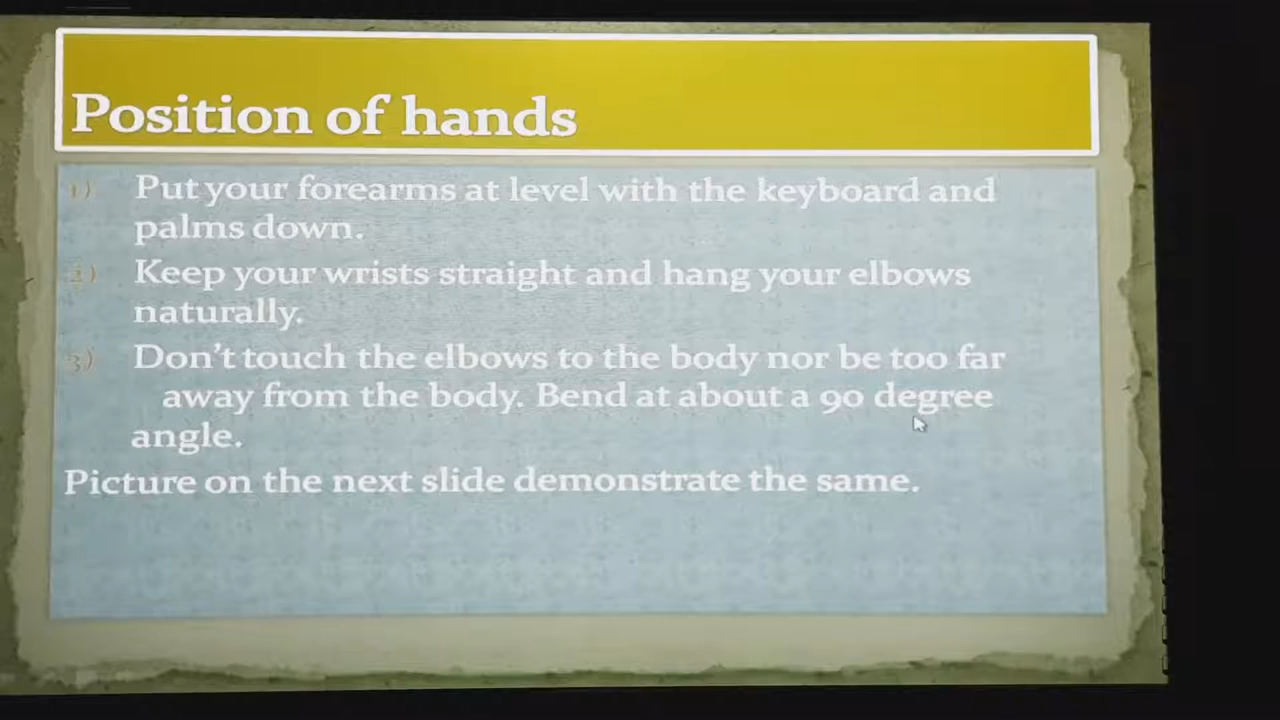 Position of hands
1) Put your forearms at level with the keyboard and
palms down.
2) Keep your wrists straight and hang your elbows
naturally.
3) Don't touch the elbows to the body nor be too far
away from the body. Bend at about a 90 degree
angle.
Picture on the next slide demonstrate the same.